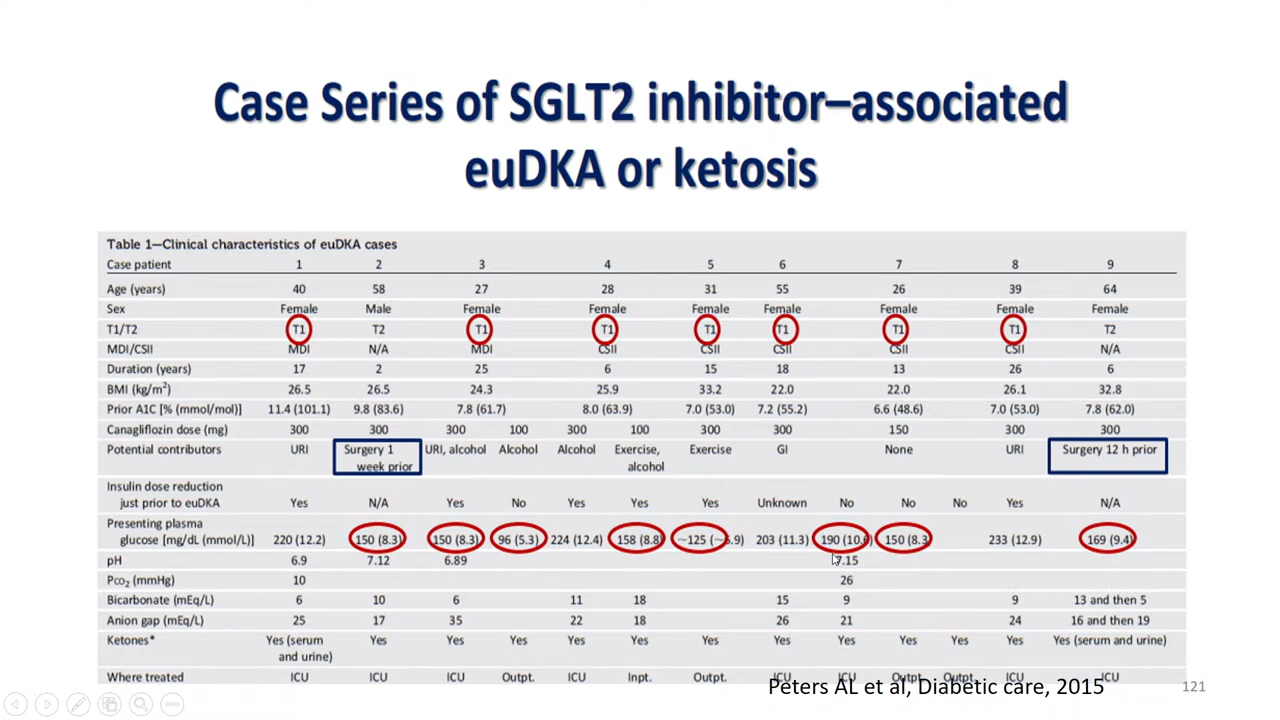 Case Series of SGLT2 inhibitor–associated
euDKA or ketosis
Table 1—Clinical characteristics of euDKA cases
Case patient 1 2 3 4 5 6 7 8 9
Age (years) 40 58 27 28 31 55 26 39 64
Sex Female Male Female Female Female Female Female Female Female
T1/T2 T1 T2 T1 T1 T1 T1 T1 T1 T2
MDI/CSII MDI N/A MDI CSII CSII CSII CSII CSII N/A
Duration (years) 17 2 25 6 15 18 13 26 6
BMI (kg/m²) 26.5 26.5 24.3 25.9 33.2 22.0 22.0 26.1 32.8
Prior A1C [% (mmol/mol)] 11.4 (101.1) 9.8 (83.6) 7.8 (61.7) 8.0 (63.9) 7.0 (53.0) 7.2 (55.2) 6.6 (48.6) 7.0 (53.0) 7.8 (62.0)
Canagliflozin dose (mg) 300 300 300 100 300 100 300 300 150 300 300
Potential contributors URI Surgery 1 URI, alcohol Alcohol Alcohol Exercise, Exercise GI None URI Surgery 12 h prior
week prior alcohol
Insulin dose reduction
just prior to euDKA Yes N/A Yes No Yes Yes Yes Unknown No No No Yes N/A
Presenting plasma
glucose [mg/dL (mmol/L)] 220 (12.2) 150 (8.3) 150 (8.3) 96 (5.3) 224 (12.4) 158 (8.8) 203 (11.3) 190 150 (8.3) 233 (12.9) 169 (9.4)
pH 6.9 7.12 6.89 7.15
Pco₂ (mmHg) 10 26
Bicarbonate (mEq/L) 6 10 6 11 18 15 9 9 13 and then 5
Anion gap (mEq/L) 25 17 35 22 18 26 21 24 16 and then 19
Ketones* Yes (serum Yes Yes Yes Yes Yes Yes Yes Yes Yes Yes Yes Yes (serum and urine)
and urine)
Where treated ICU ICU ICU Outpt. ICU Inpt. Outpt. ICU ICU Outpt. Outpt. ICU ICU
Peters AL et al, Diabetic care, 2015
121